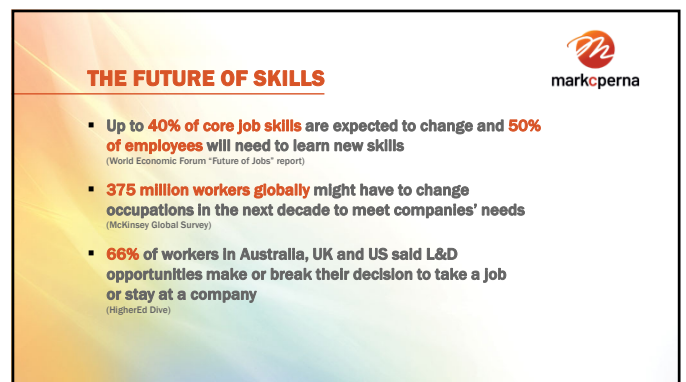 THE FUTURE OF SKILLS
markcperna
▪ Up to 40% of core job skills are expected to change and 50%
of employees will need to learn new skills
(World Economic Forum "Future of Jobs" report)
▪ 375 million workers globally might have to change
occupations in the next decade to meet companies' needs
(McKinsey Global Survey)
▪ 66% of workers in Australia, UK and US said L&D
opportunities make or break their decision to take a job
or stay at a company
(HigherEd Dive)